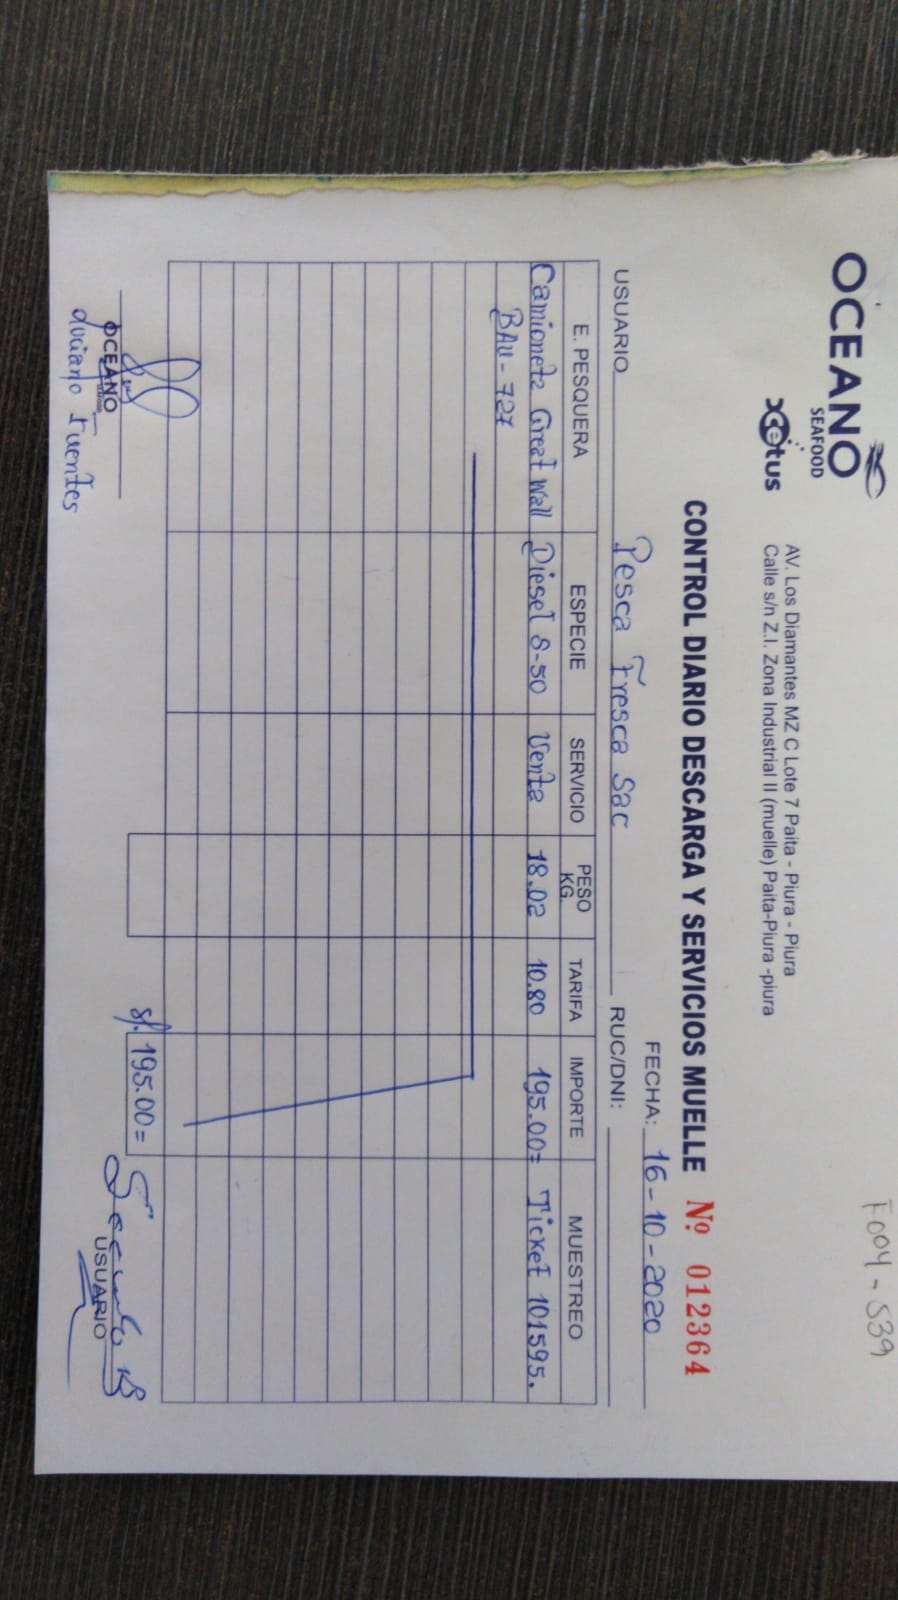 F004-539
OCEANO
SEAFOOD
xcetus
AV. Los Diamantes MZ C Lote 7 Paita - Piura - Piura
Calle s/n Z.I. Zona Industrial II (muelle) Paita-Piura -piura
CONTROL DIARIO DESCARGA Y SERVICIOS MUELLE Nº. 012364
FECHA: 16-10-2020
USUARIO Pesca Fresca Sac RUC/DNI:
E. PESQUERA ESPECIE SERVICIO PESO KG. TARIFA IMPORTE MUESTREO
Camioneta Great Wall Diesel S-50 Venta 18.02 10.80 195.00= Ticket 101595.
BAU-727
S/. 195.00=
OCEANO
SEAFOOD
Luciano Fuentes
USUARIO